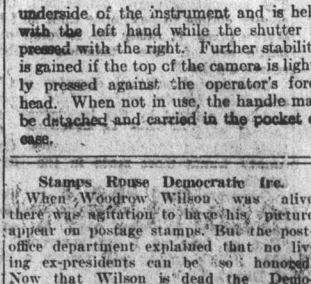 underside of the instrument and is hel
with the left hand while the shutter
pressed with the right. Further stabilit
is gained if the top of the camera is ligh
ly pressed against the operator's fore
head. When not in use, the handle ma
be detached and carried in the pocket o
case.
Stamps Rouse Democratic Ire.
When Woodrow Wilson was alive
there was agitation to have his picture
appear on postage stamps. But the post-
office department explained that no liv-
ing ex-presidents can be so honored.
Now that Wilson is dead the Demo-